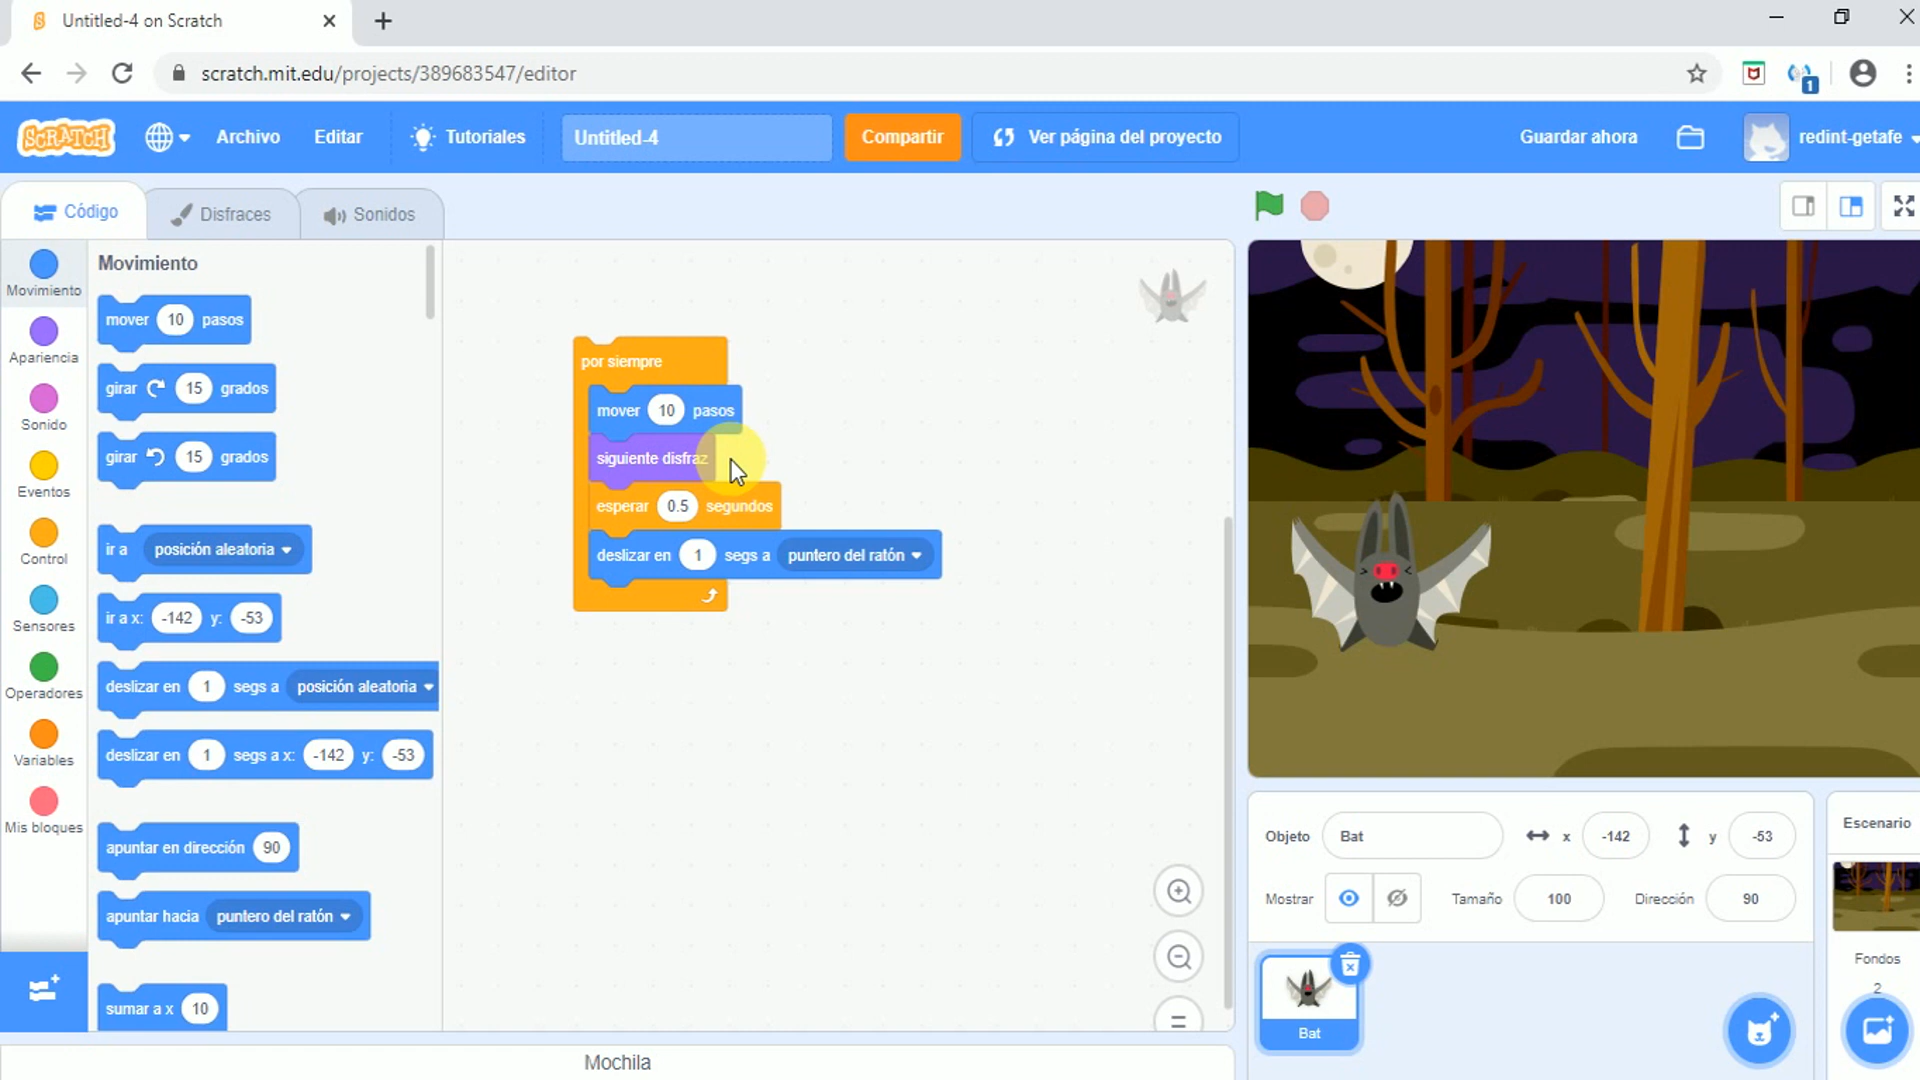 Untitled-4 on Scratch
scratch.mit.edu/projects/389683547/editor
1
SCRATCH
Archivo
Editar
Tutoriales
Untitled-4
Compartir
Ver página del proyecto
Guardar ahora
redint-getafe
Código
Disfraces
Sonidos
Movimiento
Apariencia
Sonido
Eventos
Control
Sensores
Operadores
Variables
Mis bloques
Movimiento
mover 10 pasos
girar 15 grados
girar 15 grados
ir a posición aleatoria
ir a x: -142 y: -53
deslizar en 1 segs a posición aleatoria
deslizar en 1 segs a x: -142 y: -53
apuntar en dirección 90
apuntar hacia puntero del ratón
sumar a x 10
por siempre
mover 10 pasos
siguiente disfraz
esperar 0.5 segundos
deslizar en 1 segs a puntero del ratón
Objeto Bat x -142 y -53
Mostrar Tamaño 100 Dirección 90
Bat
Escenario
Fondos
2
Mochila